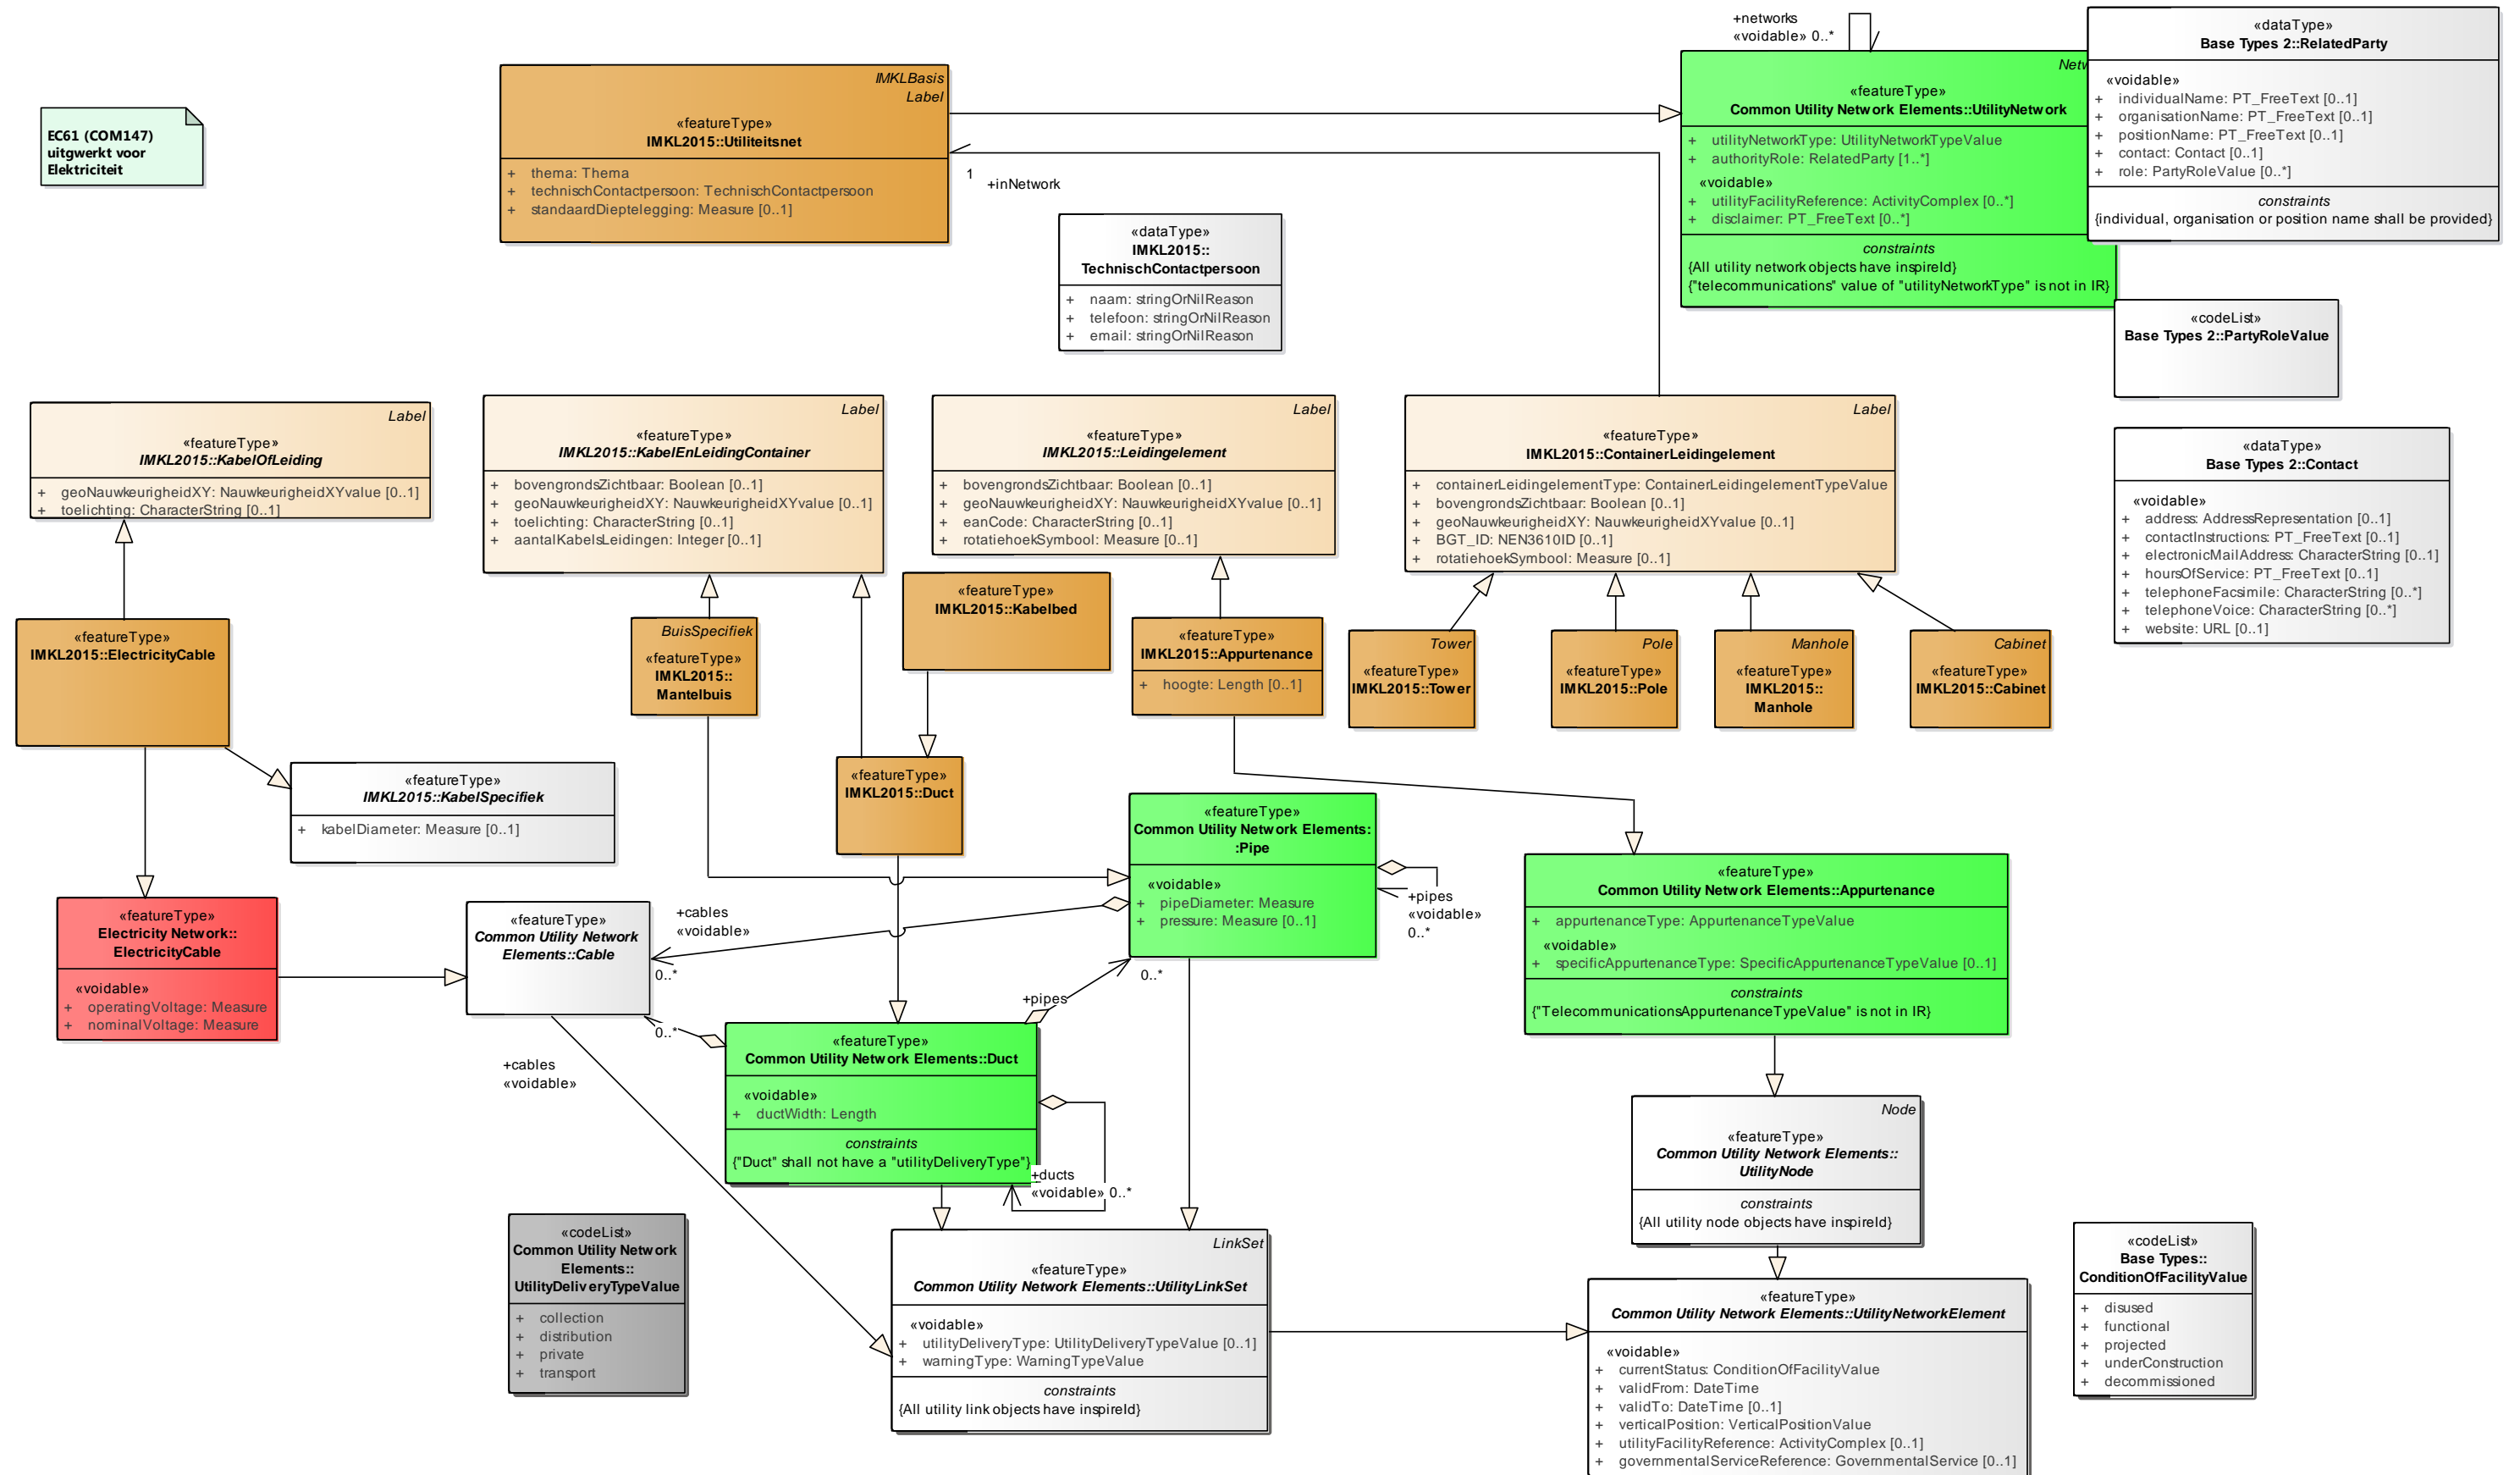 EC61 (COM147)
uitgwerkt voor
Elektriciteit
IMKLBasis
Label
«featureType»
IMKL2015::Utiliteitsnet
+ thema: Thema
+ technischContactpersoon: TechnischContactpersoon
+ standaardDieptelegging: Measure [0..1]
+networks
«voidable» 0..*
«featureType»
Common Utility Network Elements::UtilityNetwork
+ utilityNetworkType: UtilityNetworkTypeValue
+ authorityRole: RelatedParty [1..*]
«voidable»
+ utilityFacilityReference: ActivityComplex [0..*]
+ disclaimer: PT_FreeText [0..*]
constraints
{All utility network objects have inspireId}
{"telecommunications" value of "utilityNetworkType" is not in IR}
«dataType»
Base Types 2::RelatedParty
«voidable»
+ individualName: PT_FreeText [0..1]
+ organisationName: PT_FreeText [0..1]
+ positionName: PT_FreeText [0..1]
+ contact: Contact [0..1]
+ role: PartyRoleValue [0..*]
constraints
{individual, organisation or position name shall be provided}
1
+inNetwork
«dataType»
IMKL2015::
TechnischContactpersoon
+ naam: stringOrNilReason
+ telefoon: stringOrNilReason
+ email: stringOrNilReason
«codeList»
Base Types 2::PartyRoleValue
Label
«featureType»
IMKL2015::KabelOfLeiding
+ geoNauwkeurigheidXY: NauwkeurigheidXYvalue [0..1]
+ toelichting: CharacterString [0..1]
Label
«featureType»
IMKL2015::KabelEnLeidingContainer
+ bovengrondsZichtbaar: Boolean [0..1]
+ geoNauwkeurigheidXY: NauwkeurigheidXYvalue [0..1]
+ toelichting: CharacterString [0..1]
+ aantalKabelsLeidingen: Integer [0..1]
Label
«featureType»
IMKL2015::Leidingelement
+ bovengrondsZichtbaar: Boolean [0..1]
+ geoNauwkeurigheidXY: NauwkeurigheidXYvalue [0..1]
+ eanCode: CharacterString [0..1]
+ rotatiehoekSymbool: Measure [0..1]
Label
«featureType»
IMKL2015::ContainerLeidingelement
+ containerLeidingelementType: ContainerLeidingelementTypeValue
+ bovengrondsZichtbaar: Boolean [0..1]
+ geoNauwkeurigheidXY: NauwkeurigheidXYvalue [0..1]
+ BGT_ID: NEN3610ID [0..1]
+ rotatiehoekSymbool: Measure [0..1]
«dataType»
Base Types 2::Contact
«voidable»
+ address: AddressRepresentation [0..1]
+ contactInstructions: PT_FreeText [0..1]
+ electronicMailAddress: CharacterString [0..1]
+ hoursOfService: PT_FreeText [0..1]
+ telephoneFacsimile: CharacterString [0..*]
+ telephoneVoice: CharacterString [0..*]
+ website: URL [0..1]
«featureType»
IMKL2015::ElectricityCable
BuisSpecifiek
«featureType»
IMKL2015::
Mantelbuis
«featureType»
IMKL2015::Kabelbed
«featureType»
IMKL2015::Appurtenance
+ hoogte: Length [0..1]
Tower
«featureType»
IMKL2015::Tower
Pole
«featureType»
IMKL2015::Pole
Manhole
«featureType»
IMKL2015::
Manhole
Cabinet
«featureType»
IMKL2015::Cabinet
«featureType»
IMKL2015::KabelSpecifiek
+ kabelDiameter: Measure [0..1]
«featureType»
IMKL2015::Duct
«featureType»
Common Utility Network Elements:
:Pipe
«voidable»
+ pipeDiameter: Measure
+ pressure: Measure [0..1]
+pipes
«voidable»
0..*
«featureType»
Common Utility Network Elements::Appurtenance
+ appurtenanceType: AppurtenanceTypeValue
«voidable»
+ specificAppurtenanceType: SpecificAppurtenanceTypeValue [0..1]
constraints
{"TelecommunicationsAppurtenanceTypeValue" is not in IR}
«featureType»
Electricity Network::
ElectricityCable
«voidable»
+ operatingVoltage: Measure
+ nominalVoltage: Measure
«featureType»
Common Utility Network
Elements::Cable
+cables
«voidable»
0..*
0..*
+pipes
0..*
+cables
«voidable»
«featureType»
Common Utility Network Elements::Duct
«voidable»
+ ductWidth: Length
constraints
{"Duct" shall not have a "utilityDeliveryType"}
+ducts
«voidable» 0..*
Node
«featureType»
Common Utility Network Elements::
UtilityNode
constraints
{All utility node objects have inspireId}
«codeList»
Common Utility Network
Elements::
UtilityDeliveryTypeValue
+ collection
+ distribution
+ private
+ transport
LinkSet
«featureType»
Common Utility Network Elements::UtilityLinkSet
«voidable»
+ utilityDeliveryType: UtilityDeliveryTypeValue [0..1]
+ warningType: WarningTypeValue
constraints
{All utility link objects have inspireId}
«featureType»
Common Utility Network Elements::UtilityNetworkElement
«voidable»
+ currentStatus: ConditionOfFacilityValue
+ validFrom: DateTime
+ validTo: DateTime [0..1]
+ verticalPosition: VerticalPositionValue
+ utilityFacilityReference: ActivityComplex [0..1]
+ governmentalServiceReference: GovernmentalService [0..1]
«codeList»
Base Types::
ConditionOfFacilityValue
+ disused
+ functional
+ projected
+ underConstruction
+ decommissioned